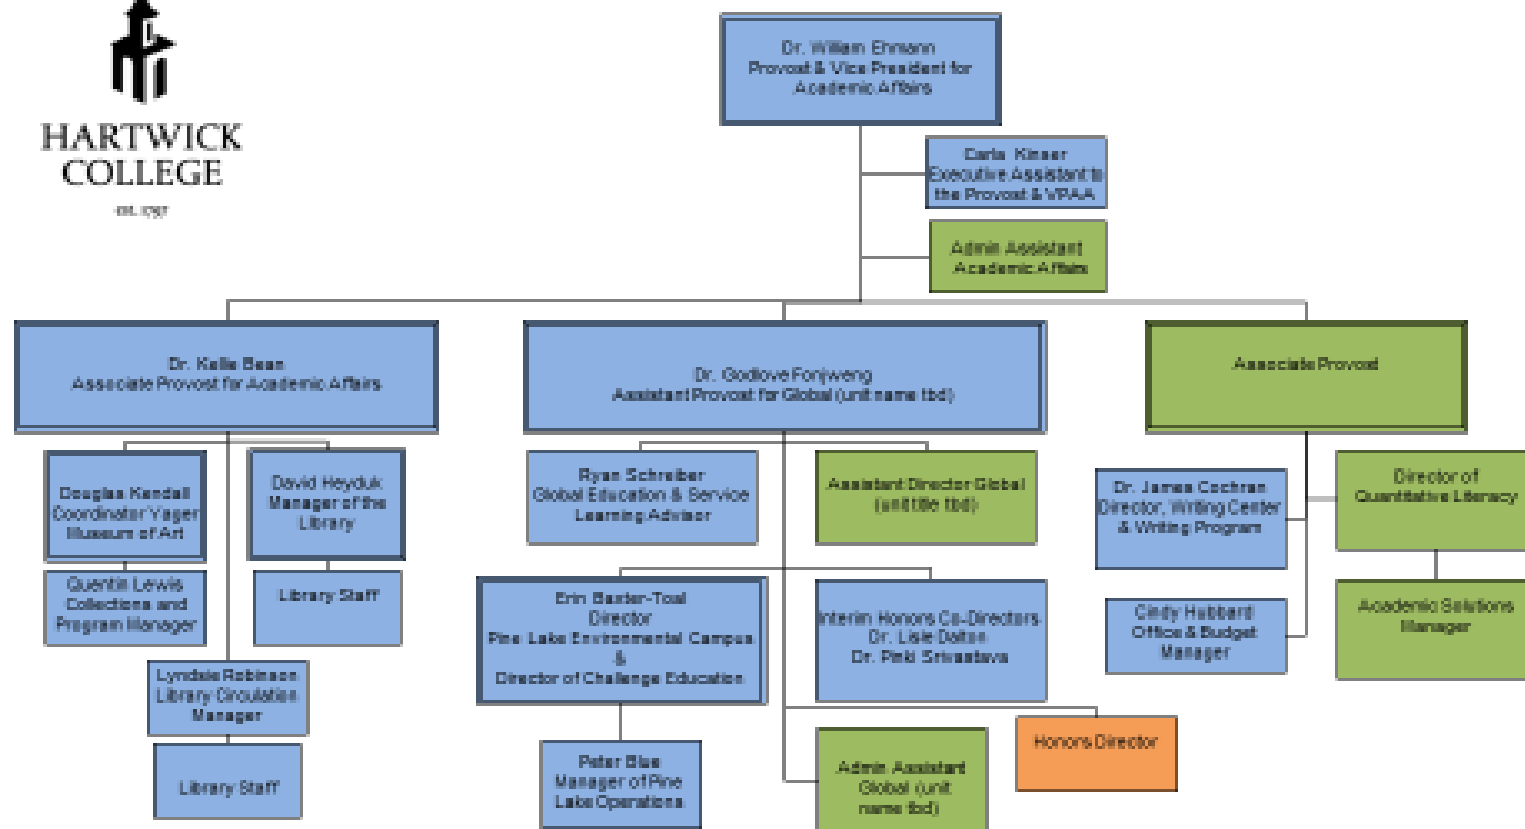 HARTWICK
COLLEGE
est. 1797
Dr. William Ehmann
Provost & Vice President for
Academic Affairs
Carla Kinser
Executive Assistant to
the Provost & VPAA
Admin Assistant
Academic Affairs
Dr. Kellie Bean
Associate Provost for Academic Affairs
Dr. Godlove Fonjweng
Assistant Provost for Global (unit name tbd)
Associate Provost
Douglas Kendall
Coordinator Yager
Museum of Art
David Heyduk
Manager of the
Library
Ryan Schreiber
Global Education & Service
Learning Advisor
Assistant Director Global
(unit title tbd)
Dr. James Cochran
Director, Writing Center
& Writing Program
Director of
Quantitative Literacy
Quentin Lewis
Collections and
Program Manager
Library Staff
Erin Baxter-Toal
Director
Pine Lake Environmental Campus
&
Director of Challenge Education
Interim Honors Co-Directors
Dr. Lisle Dalton
Dr. Pinki Srivastava
Cindy Hubbard
Office & Budget
Manager
Academic Solutions
Manager
Lyndale Robinson
Library Circulation
Manager
Library Staff
Peter Blue
Manager of Pine
Lake Operations
Admin Assistant
Global (unit
name tbd)
Honors Director